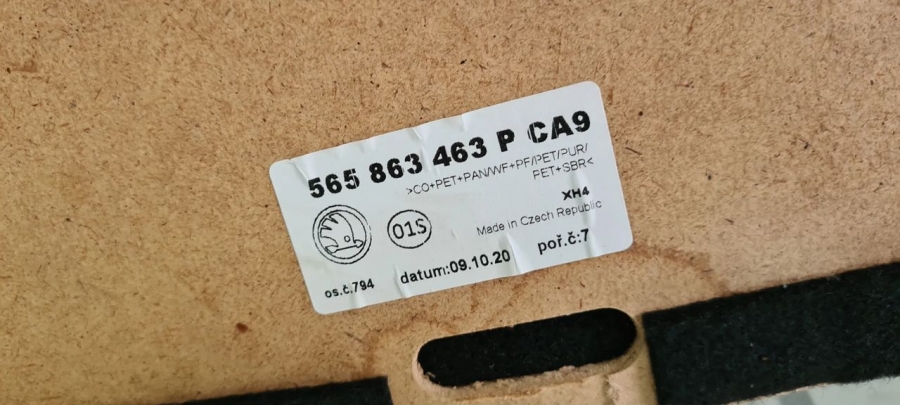 565 863 463 P CA9
>CO+PET+PAN/WF+PF/PET/PUR/
PET+SBR<
XH4
01S
Made in Czech Republic
os.č.794 datum:09.10.20 poř.č:7